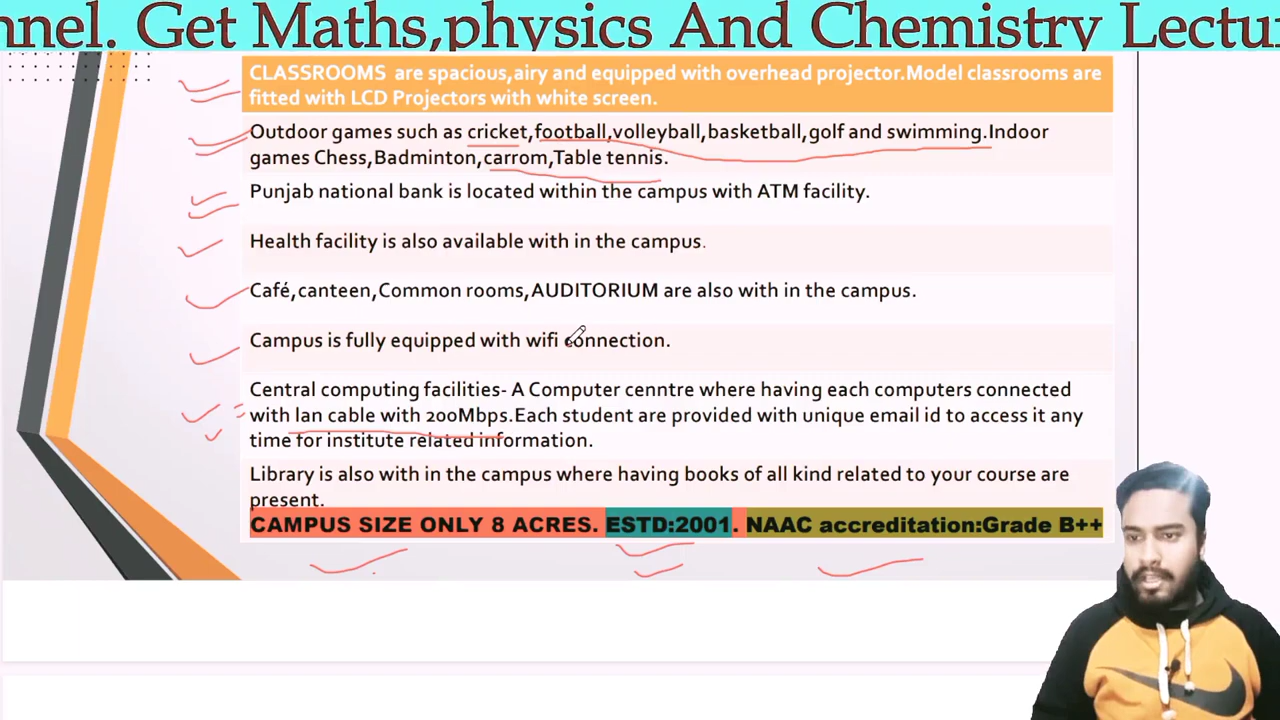 nnel. Get Maths,physics And Chemistry Lectu
CLASSROOMS are spacious,airy and equipped with overhead projector.Model classrooms are
fitted with LCD Projectors with white screen.
Outdoor games such as cricket,football,volleyball,basketball,golf and swimming.Indoor
games Chess,Badminton,carrom,Table tennis.
Punjab national bank is located within the campus with ATM facility.
Health facility is also available with in the campus.
Café,canteen,Common rooms,AUDITORIUM are also with in the campus.
Campus is fully equipped with wifi connection.
Central computing facilities- A Computer cenntre where having each computers connected
with lan cable with 200Mbps.Each student are provided with unique email id to access it any
time for institute related information.
Library is also with in the campus where having books of all kind related to your course are
present.
CAMPUS SIZE ONLY 8 ACRES. ESTD:2001. NAAC accreditation:Grade B++